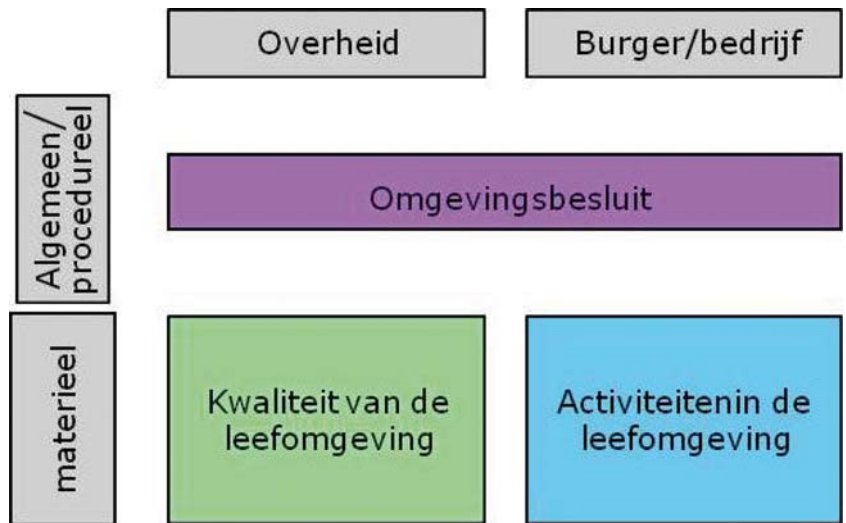 Overheid
Burger/bedrijf
Algemeen/
procedureel
Omgevingsbesluit
materieel
Kwaliteit van de
leefomgeving
Activiteitenin de
leefomgeving